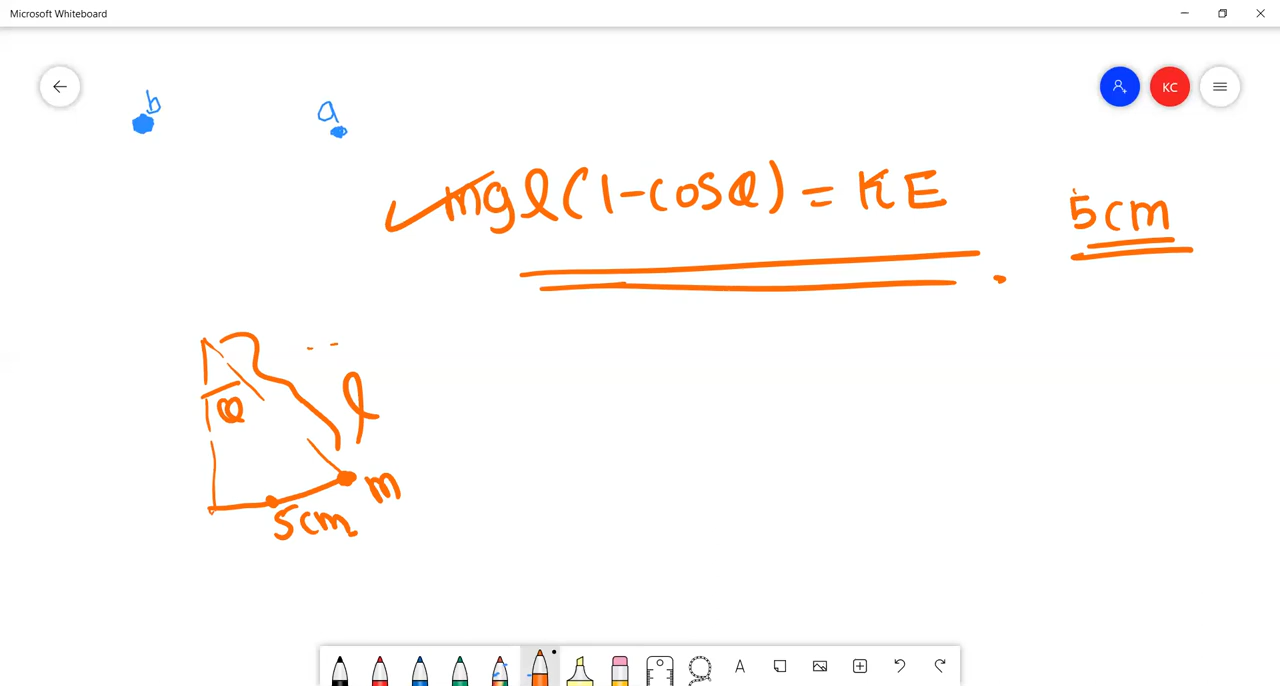 Microsoft Whiteboard
KC
b
a
mgl(1-cosθ) = KE
5cm
θ
l
m
5cm
A